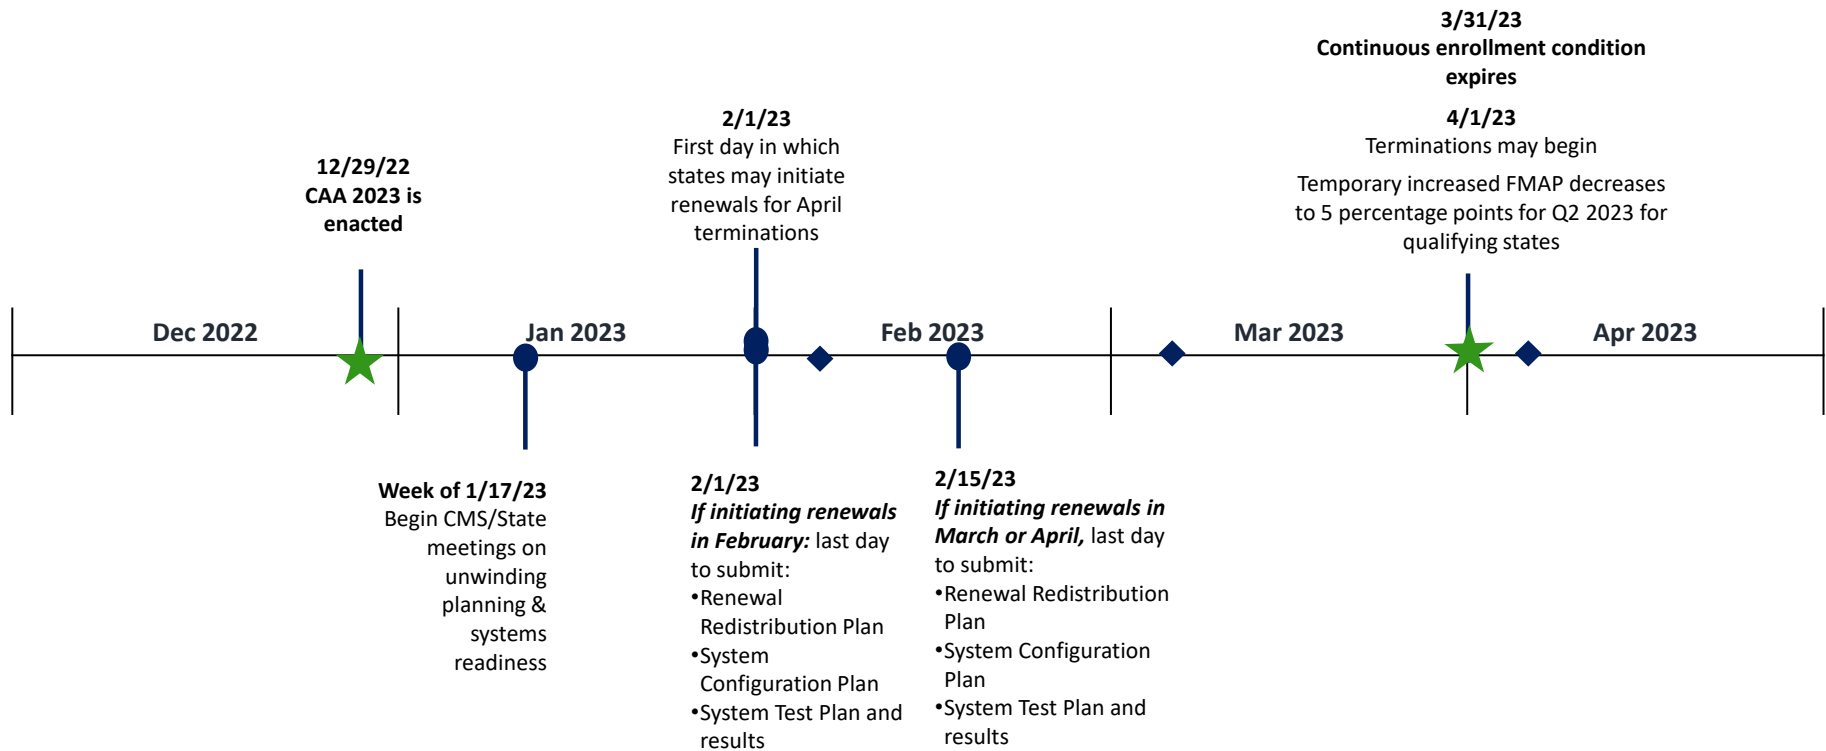 3/31/23
Continuous enrollment condition
expires
4/1/23
Terminations may begin
Temporary increased FMAP decreases
to 5 percentage points for Q2 2023 for
qualifying states
2/1/23
First day in which
states may initiate
renewals for April
terminations
12/29/22
CAA 2023 is
enacted
Dec 2022
Jan 2023
Feb 2023
Mar 2023
Apr 2023
Week of 1/17/23
Begin CMS/State
meetings on
unwinding
planning &
systems
readiness
2/1/23
If initiating renewals
in February: last day
to submit:
•Renewal
Redistribution Plan
•System
Configuration Plan
•System Test Plan and
results
2/15/23
If initiating renewals in
March or April, last day
to submit:
•Renewal Redistribution
Plan
•System Configuration
Plan
•System Test Plan and
results